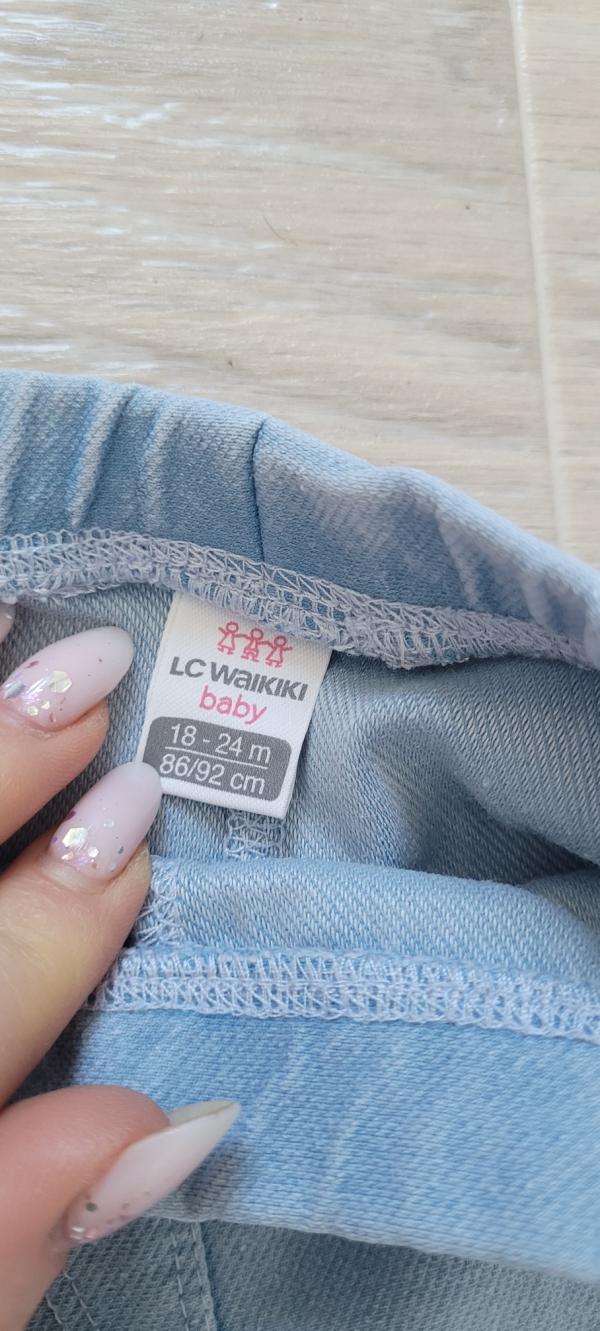 LC WAIKIKI
baby
18 - 24 m
86/92 cm